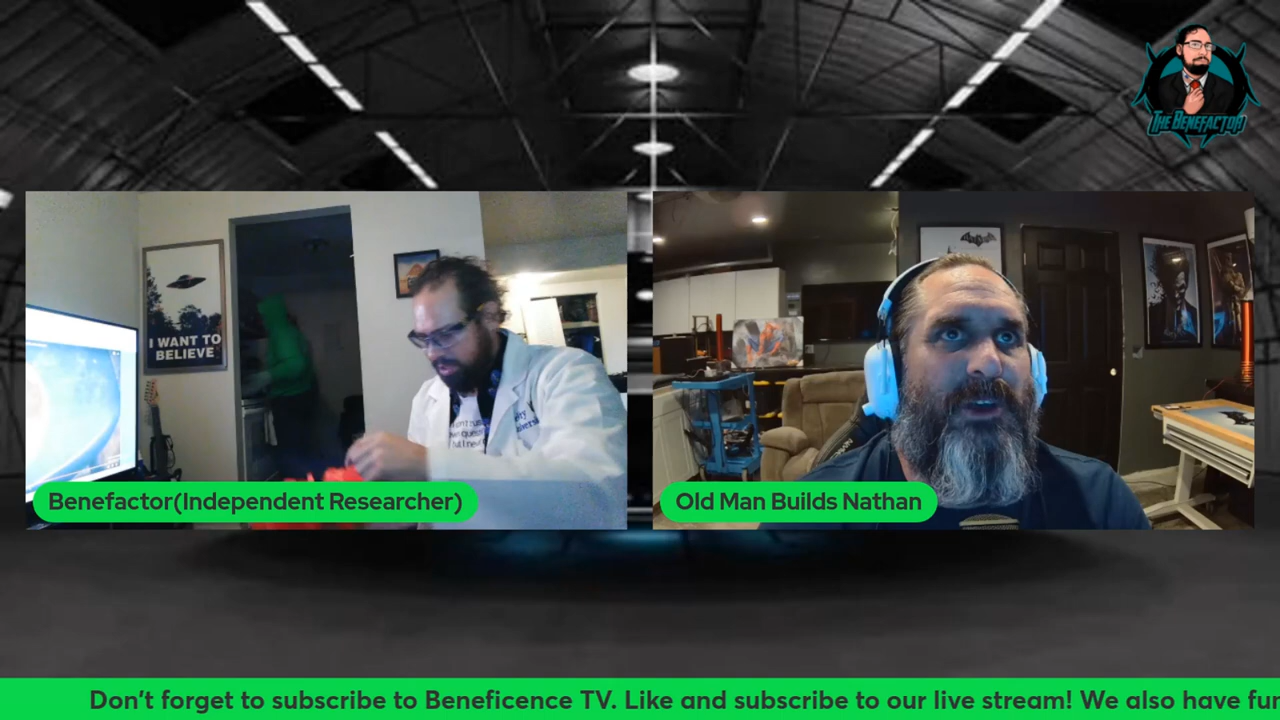 THE BENEFACTOR
I WANT TO
BELIEVE
Benefactor(Independent Researcher)
Old Man Builds Nathan
Don't forget to subscribe to Beneficence TV. Like and subscribe to our live stream! We also have fun